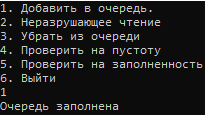 1. Добавить в очередь.
2. Неразрушающее чтение
3. Убрать из очереди
4. Проверить на пустоту
5. Проверить на заполненность
6. Выйти
1
Очередь заполнена